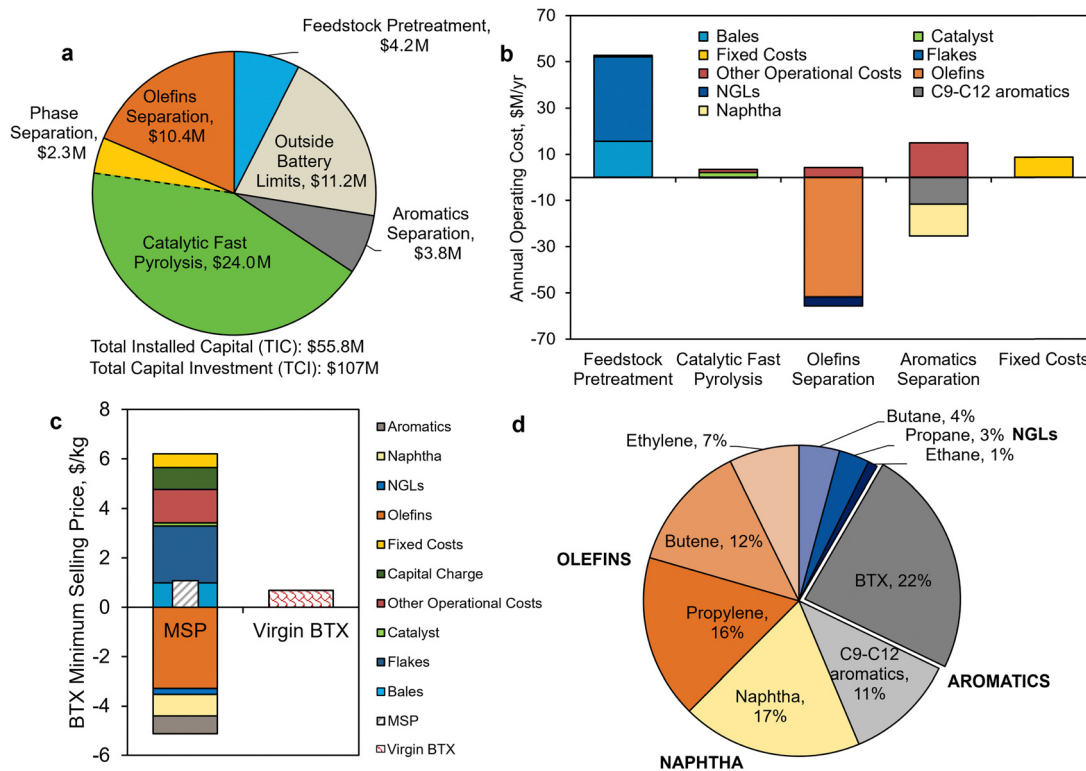 a
Feedstock Pretreatment,
$4.2M
Olefins
Separation,
$10.4M
Phase
Separation,
$2.3M
Outside
Battery
Limits, $11.2M
Aromatics
Separation,
$3.8M
Catalytic Fast
Pyrolysis, $24.0M
Total Installed Capital (TIC): $55.8M
Total Capital Investment (TCI): $107M
b
Annual Operating Cost, $M/yr
70
50
30
10
-10
-30
-50
-70
Bales
Fixed Costs
Other Operational Costs
NGLs
Naphtha
Catalyst
Flakes
Olefins
C9-C12 aromatics
Feedstock
Pretreatment
Catalytic Fast
Pyrolysis
Olefins
Separation
Aromatics
Separation
Fixed Costs
c
BTX Minimum Selling Price, $/kg
8
6
4
2
0
-2
-4
-6
MSP
Virgin BTX
Aromatics
Naphtha
NGLs
Olefins
Fixed Costs
Capital Charge
Other Operational Costs
Catalyst
Flakes
Bales
MSP
Virgin BTX
d
Butane, 4%
Propane, 3% NGLs
Ethane, 1%
Ethylene, 7%
Butene, 12%
OLEFINS
BTX, 22%
Propylene,
16%
C9-C12
aromatics,
11%
AROMATICS
Naphtha,
17%
NAPHTHA